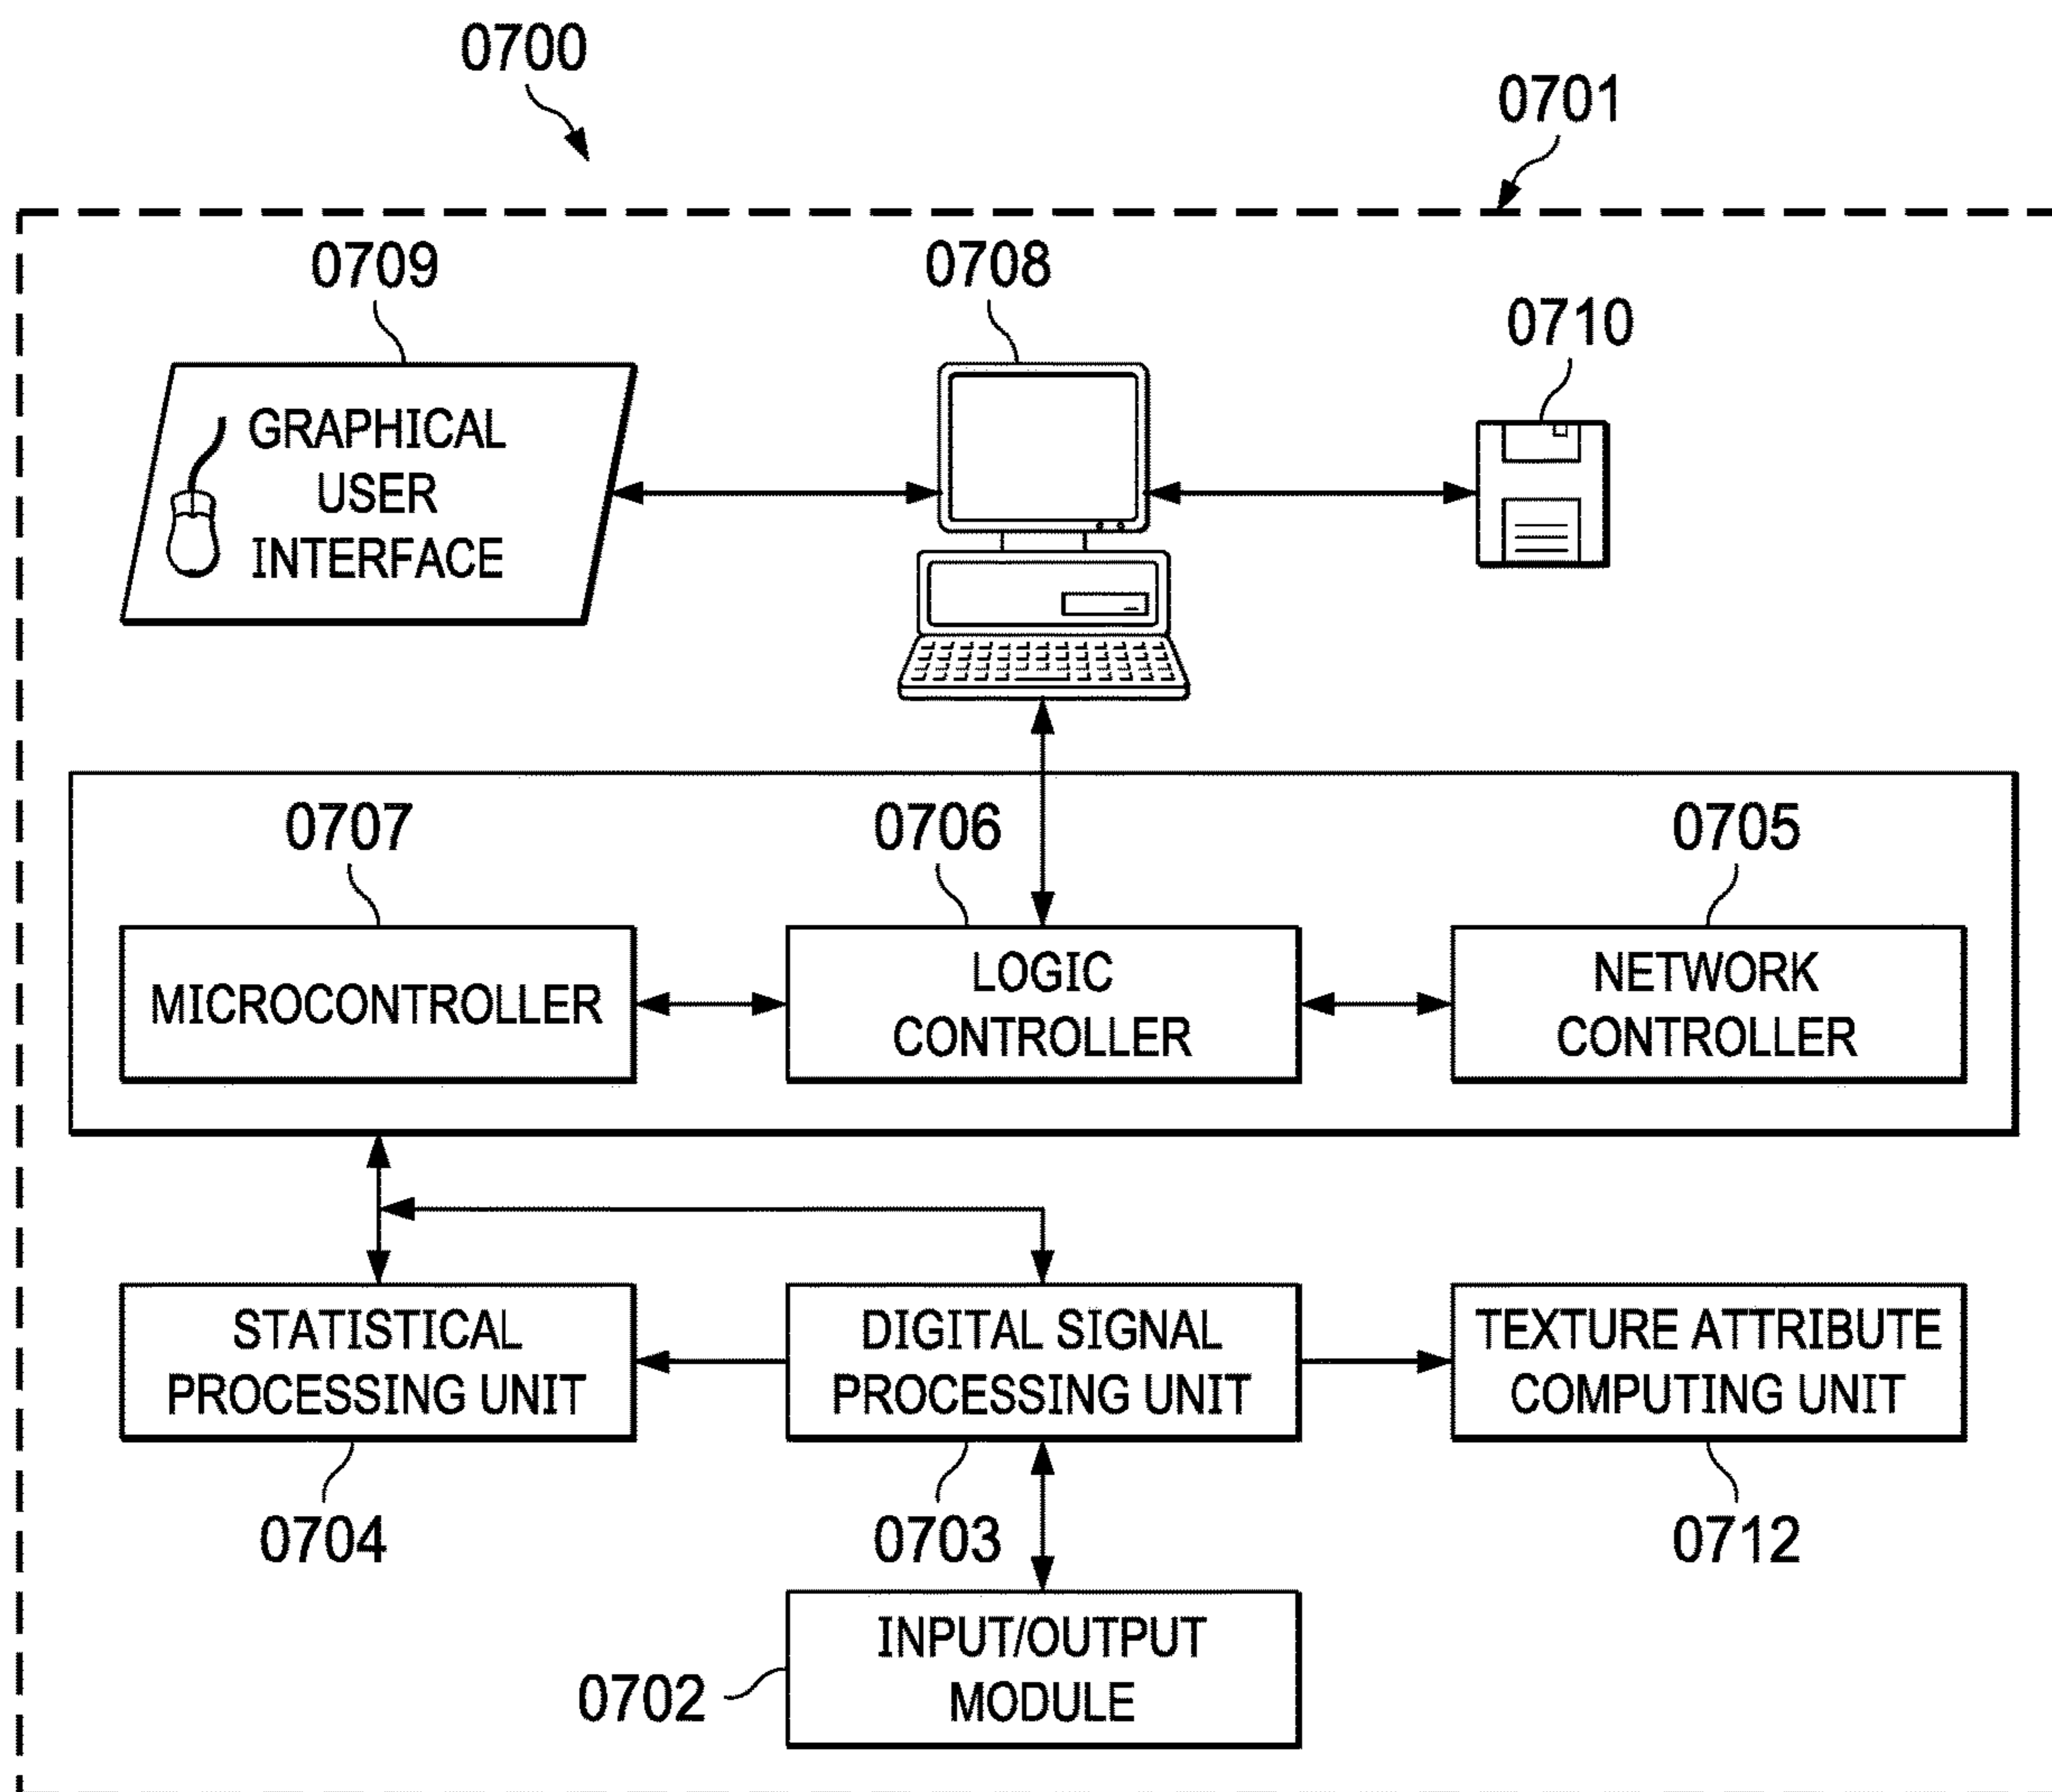 0700
0701
0709
0708
0710
GRAPHICAL
USER
INTERFACE
0707
0706
0705
MICROCONTROLLER
LOGIC
CONTROLLER
NETWORK
CONTROLLER
STATISTICAL
PROCESSING UNIT
DIGITAL SIGNAL
PROCESSING UNIT
TEXTURE ATTRIBUTE
COMPUTING UNIT
0704
0703
0712
INPUT/OUTPUT
MODULE
0702